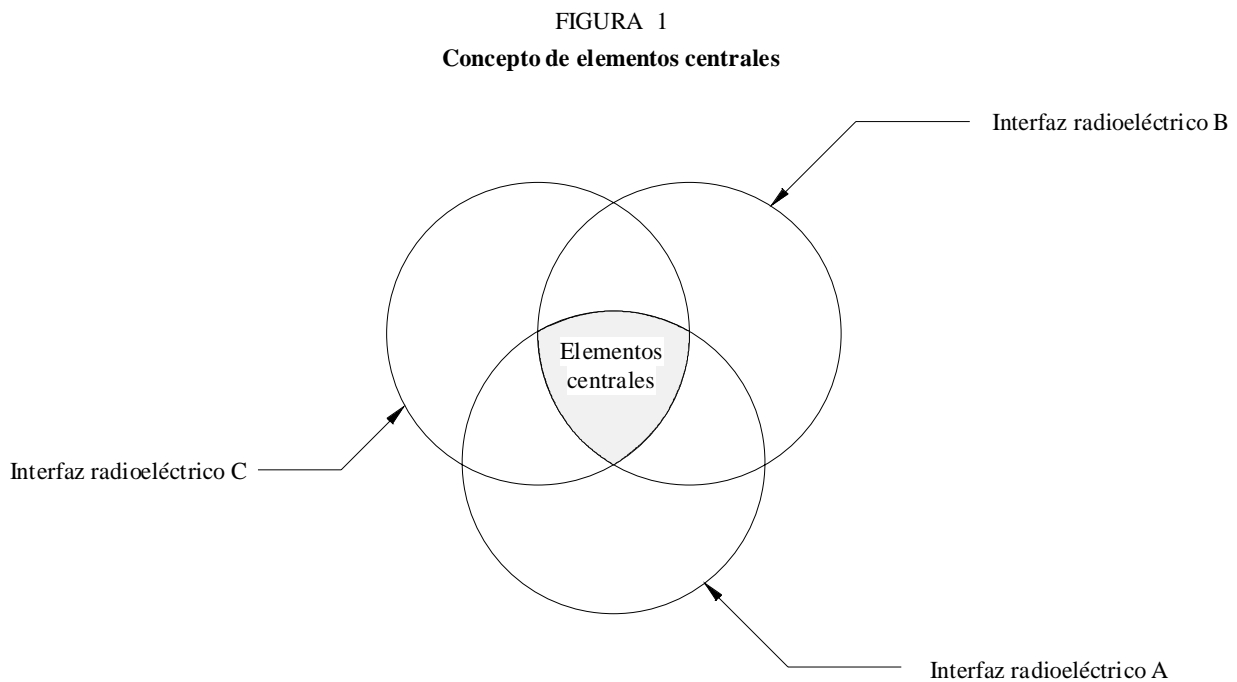 FIGURA 1
Concepto de elementos centrales
Interfaz radioeléctrico B
Elementos
centrales
Interfaz radioeléctrico C
Interfaz radioeléctrico A